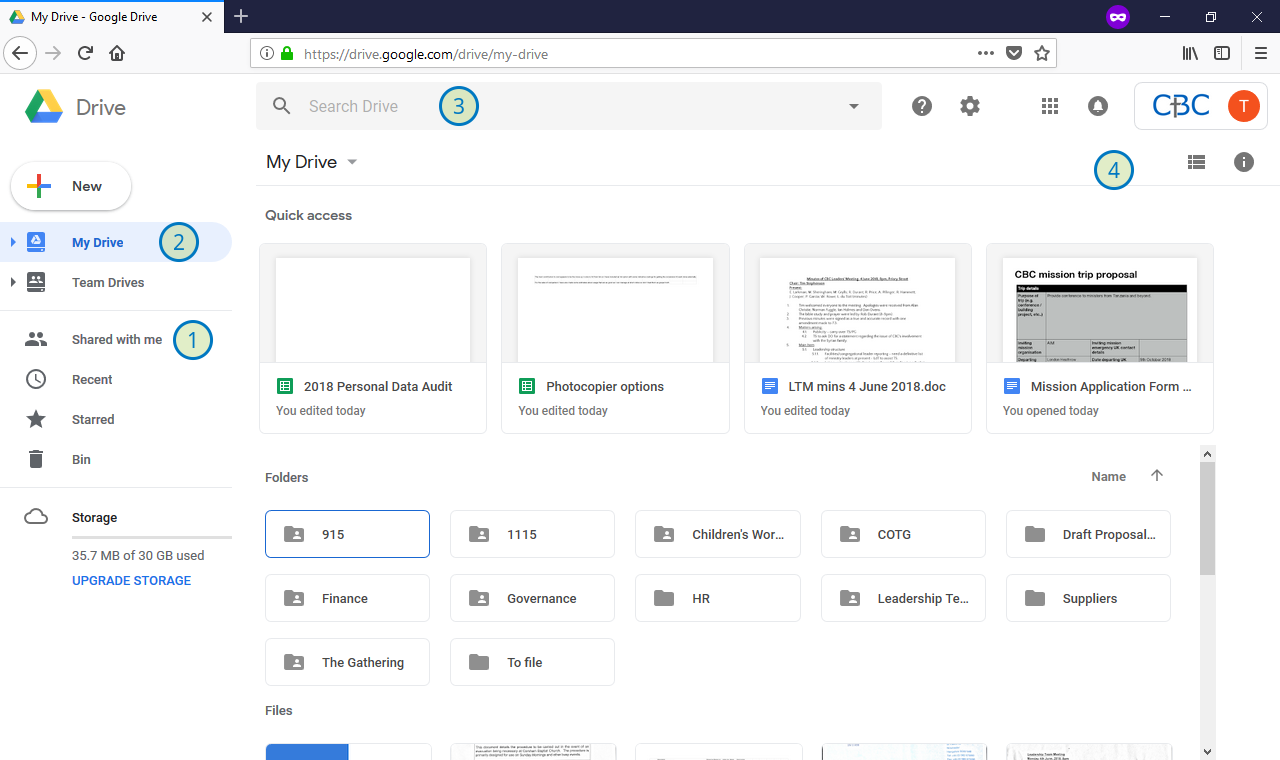 My Drive - Google Drive
https://drive.google.com/drive/my-drive
Drive
Search Drive
3
CBC
T
My Drive
4
New
Quick access
My Drive
2
Team Drives
Shared with me
1
Recent
Starred
Bin
Storage
35.7 MB of 30 GB used
UPGRADE STORAGE
CBC mission trip proposal
Trip details
2018 Personal Data Audit
You edited today
Photocopier options
You edited today
LTM mins 4 June 2018.doc
You edited today
Mission Application Form ...
You opened today
Folders
Name
915
1115
Children's Wor...
COTG
Draft Proposal...
Finance
Governance
HR
Leadership Te...
Suppliers
The Gathering
To file
Files